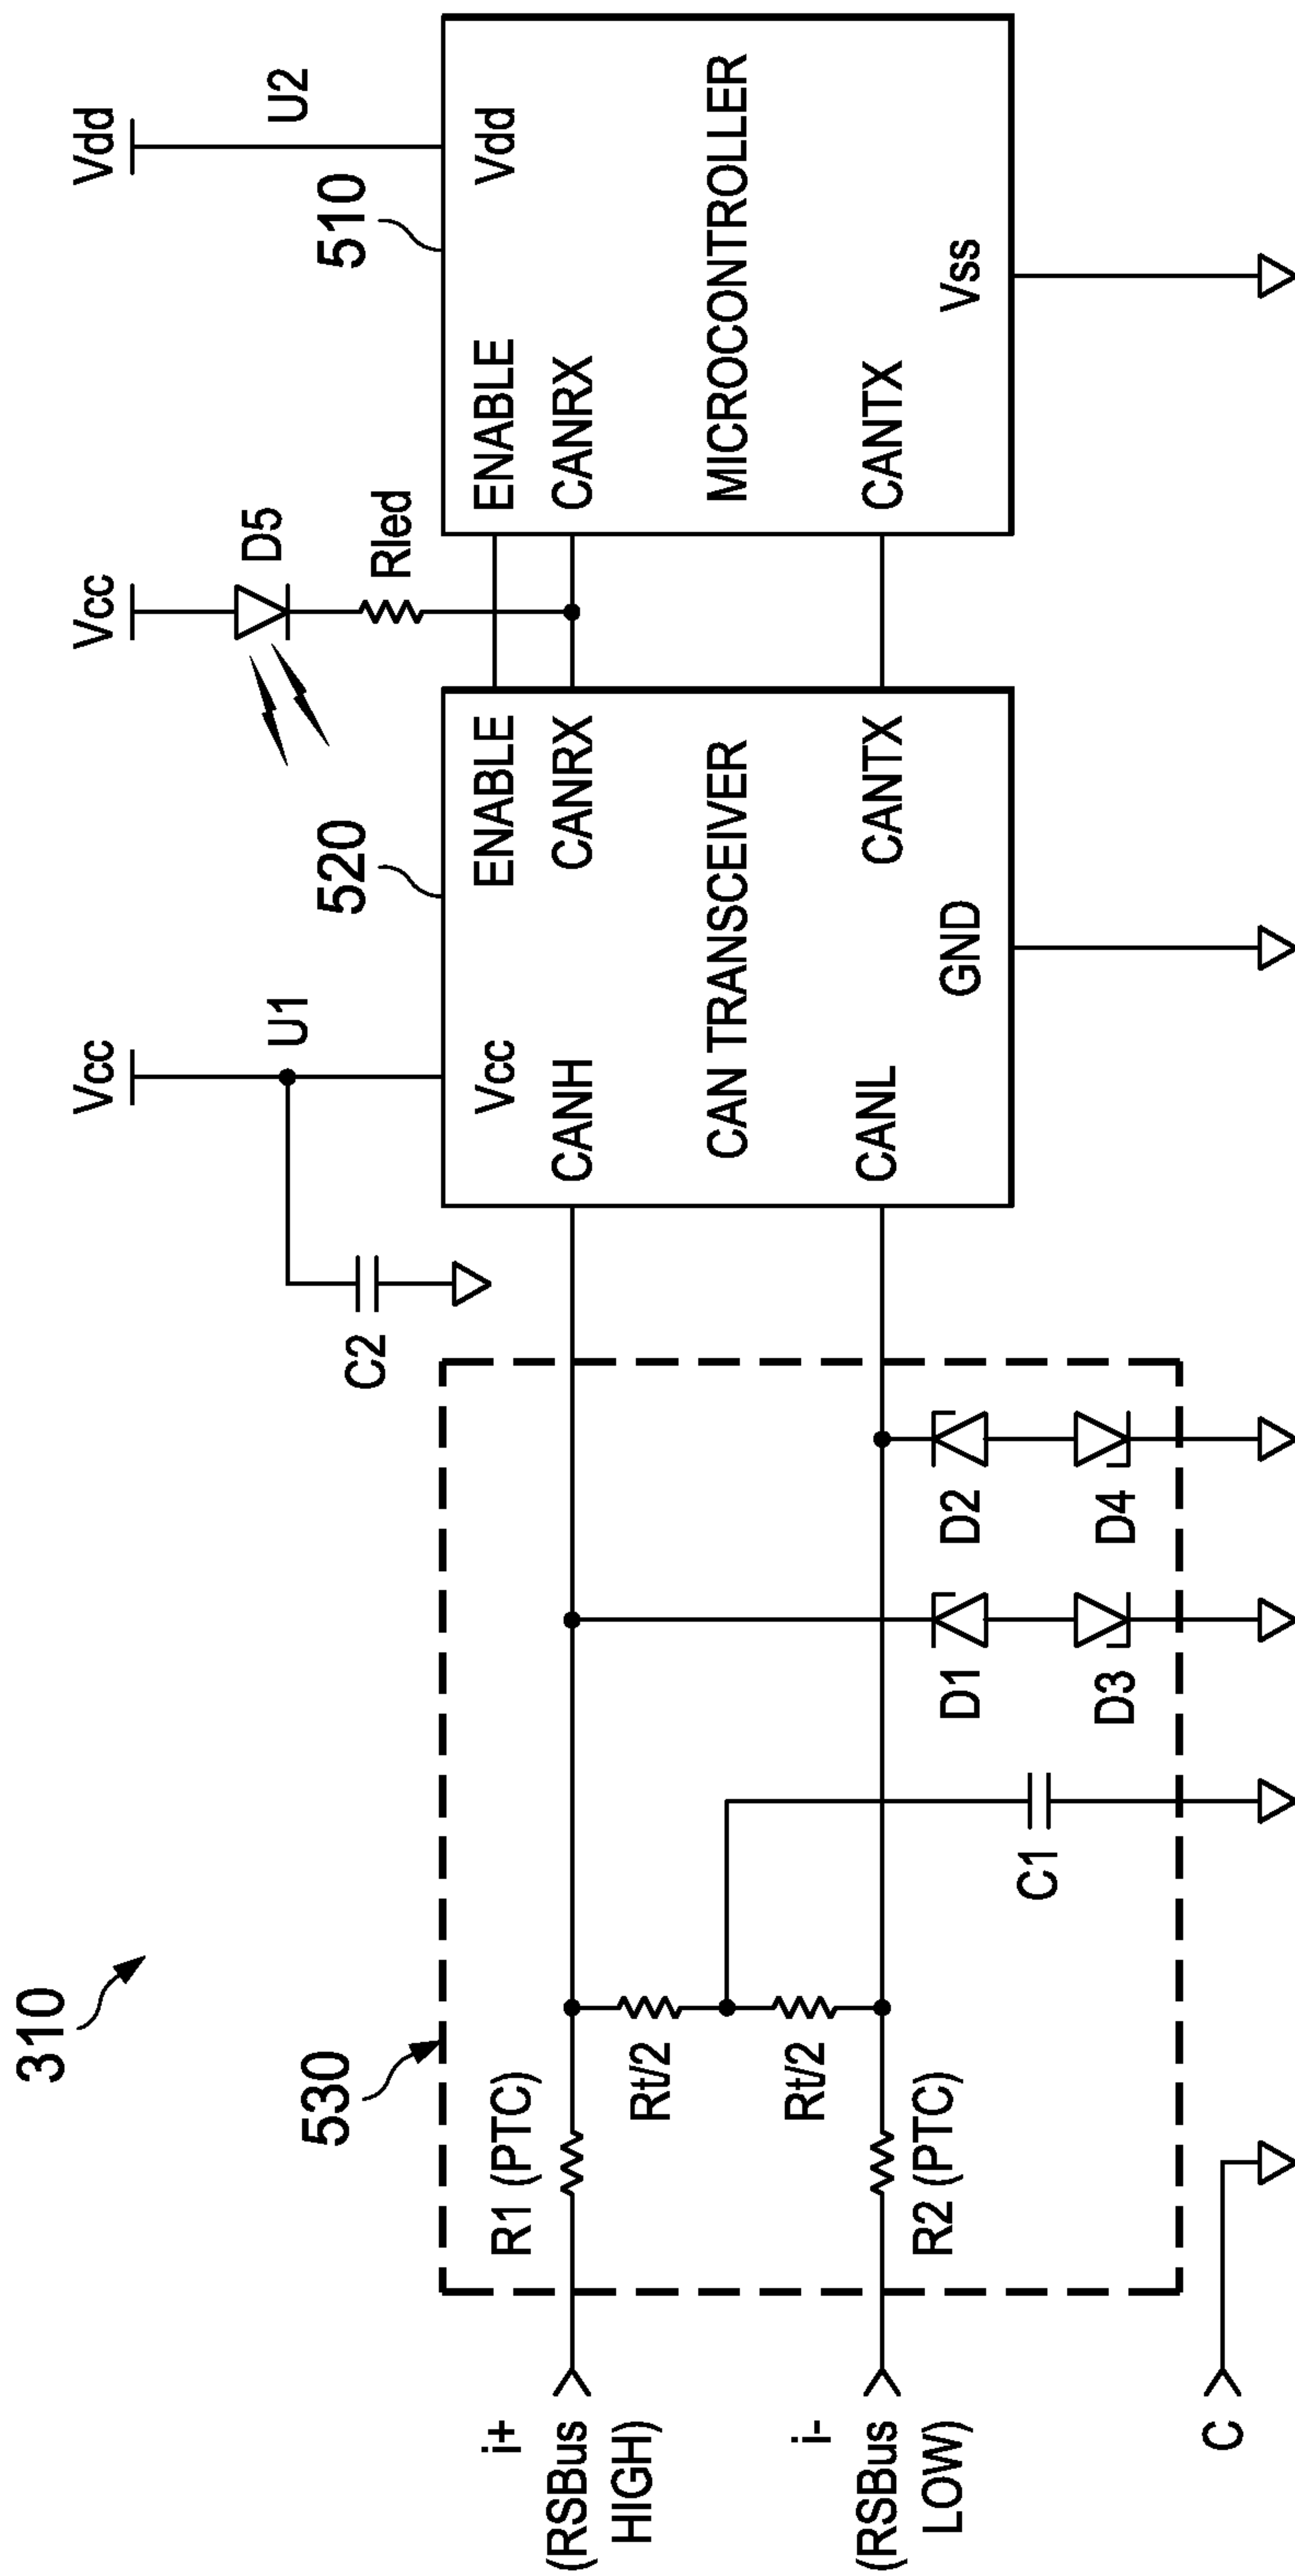 310
530
i+
(RSBus
HIGH)
i-
(RSBus
LOW)
C
R1 (PTC)
Rt/2
Rt/2
R2 (PTC)
C1
D1
D3
D2
D4
C2
Vcc
U1
520
Vcc
CANH
CANL
CAN TRANSCEIVER
ENABLE
CANRX
CANTX
GND
Vcc
D5
Rled
Vdd
U2
510
Vdd
ENABLE
CANRX
MICROCONTROLLER
CANTX
Vss